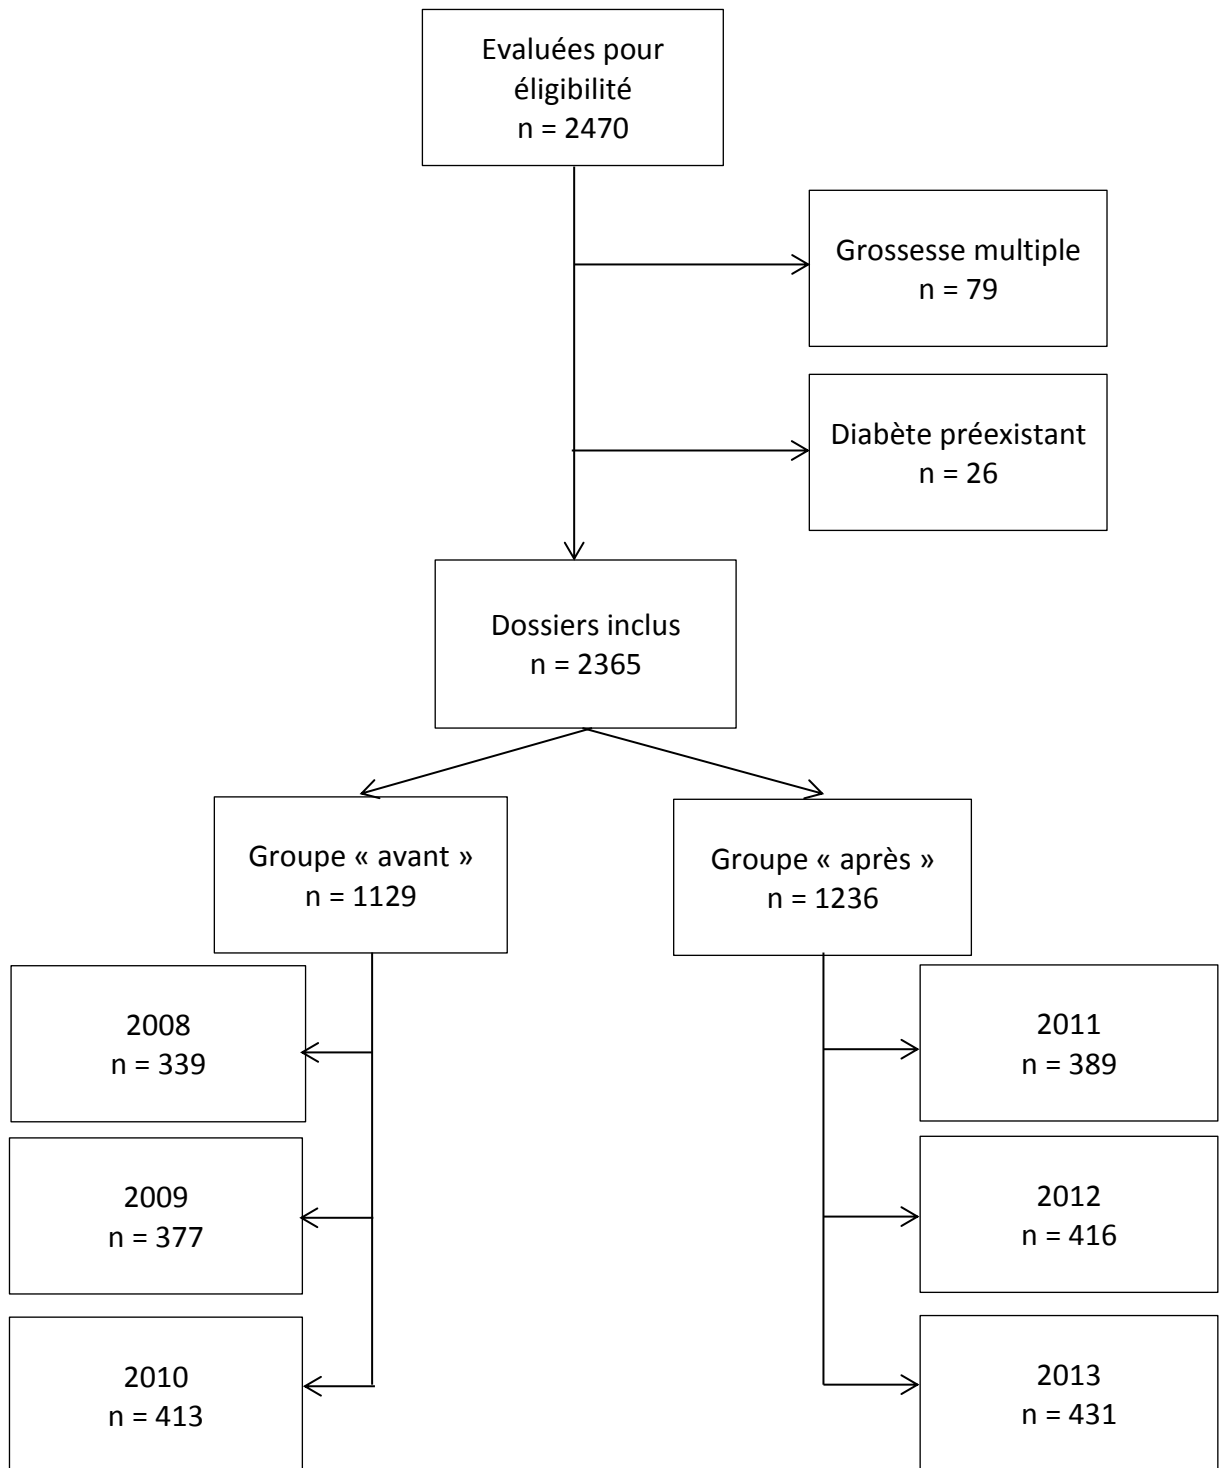 Evaluées pour
éligibilité
n = 2470
Grossesse multiple
n = 79
Diabète préexistant
n = 26
Dossiers inclus
n = 2365
Groupe « avant »
n = 1129
Groupe « après »
n = 1236
2008
n = 339
2011
n = 389
2009
n = 377
2012
n = 416
2010
n = 413
2013
n = 431